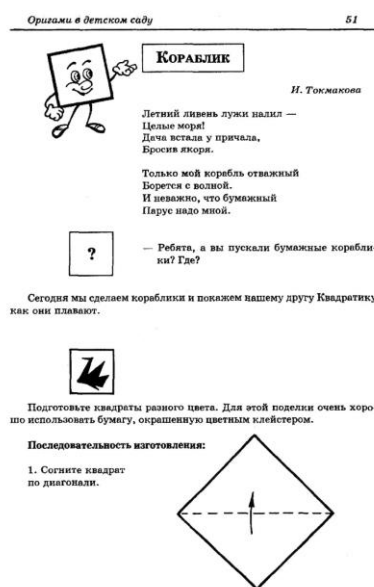 Оригами в детском саду 51
КОРАБЛИК
И. Токмакова
Летний ливень лужи налил —
Целые моря!
Дача встала у причала,
Бросив якоря.
Только мой корабль отважный
Борется с волной.
И неважно, что бумажный
Парус надо мной.
?
— Ребята, а вы пускали бумажные корабли-
ки? Где?
Сегодня мы сделаем кораблики и покажем нашему другу Квадратику
как они плавают.
Подготовьте квадраты разного цвета. Для этой поделки очень хоро-
шо использовать бумагу, окрашенную цветным клейстером.
Последовательность изготовления:
1. Согните квадрат
по диагонали.